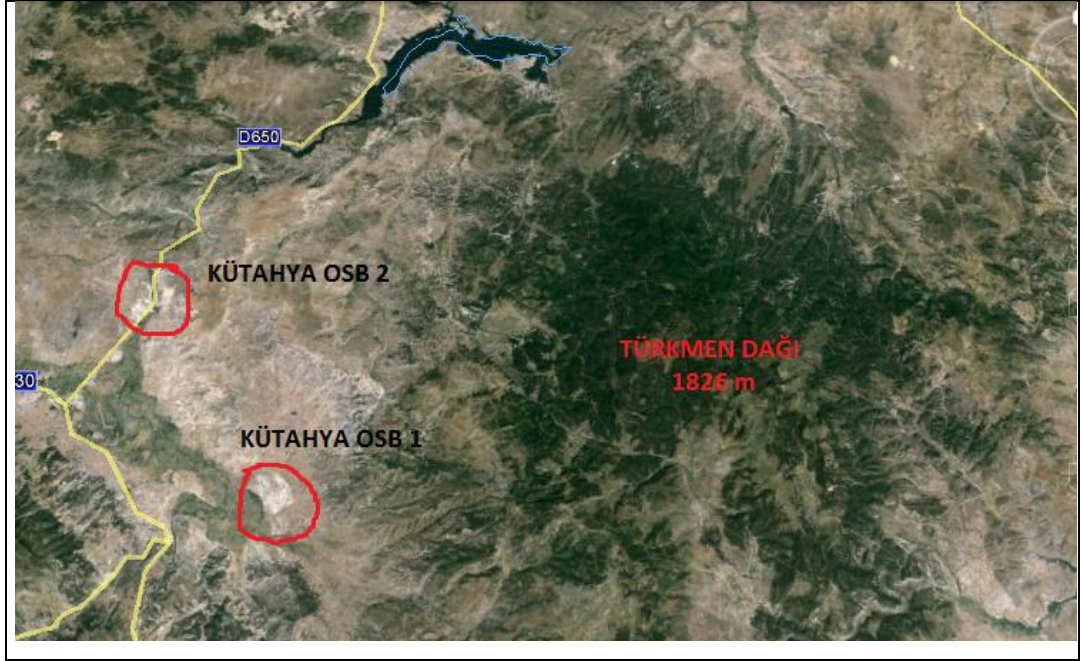 D650
KÜTAHYA OSB 2
TÜRKMEN DAĞI
1826 m
30
KÜTAHYA OSB 1